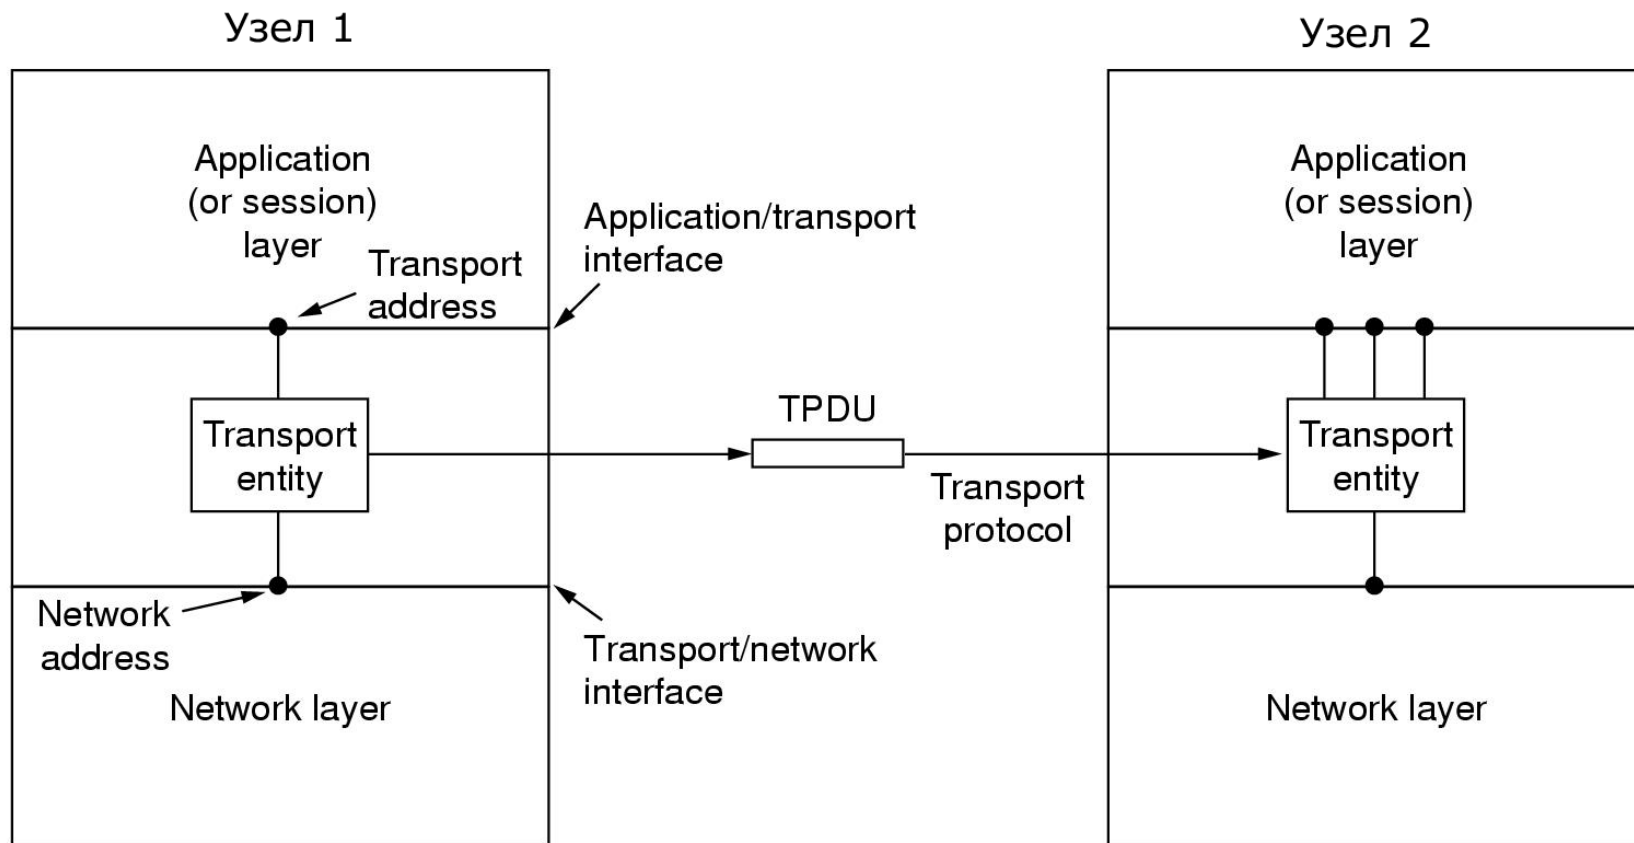 Узел 1
Узел 2
Application
(or session)
layer
Transport
address
Application/transport
interface
Application
(or session)
layer
Transport
entity
TPDU
Transport
protocol
Transport
entity
Network
address
Transport/network
interface
Network layer
Network layer